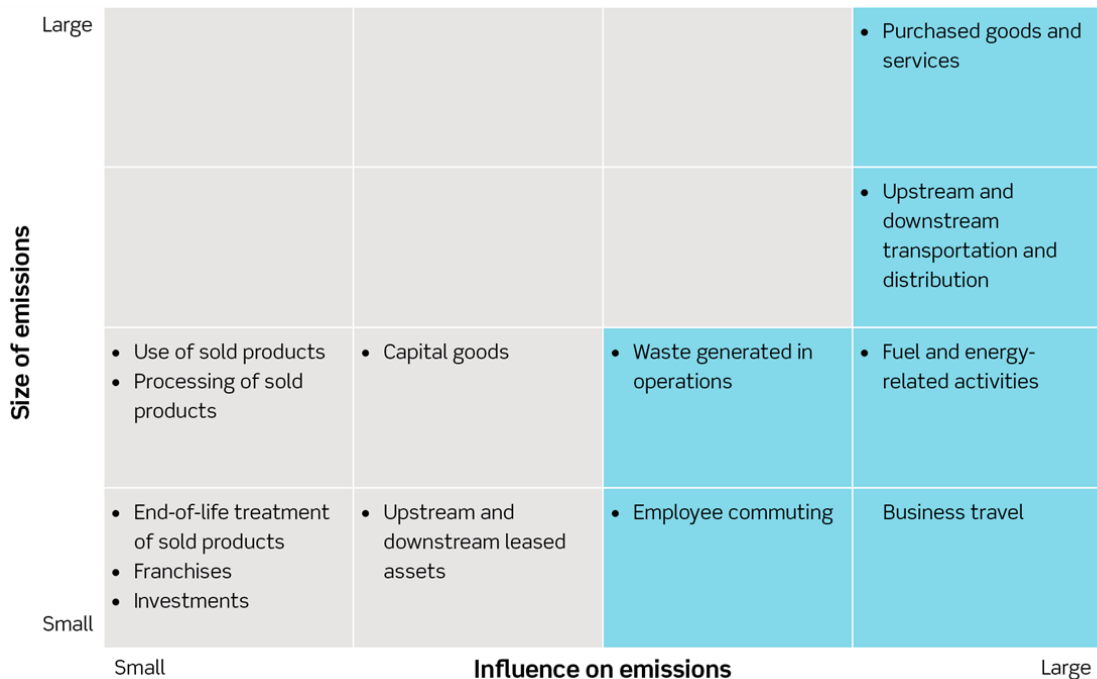 Large
• Purchased goods and
services
• Upstream and
downstream
transportation and
distribution
Size of emissions
• Use of sold products
• Processing of sold
products
• Capital goods
• Waste generated in
operations
• Fuel and energy-
related activities
• End-of-life treatment
of sold products
• Franchises
• Investments
• Upstream and
downstream leased
assets
• Employee commuting
Business travel
Small
Small
Influence on emissions
Large